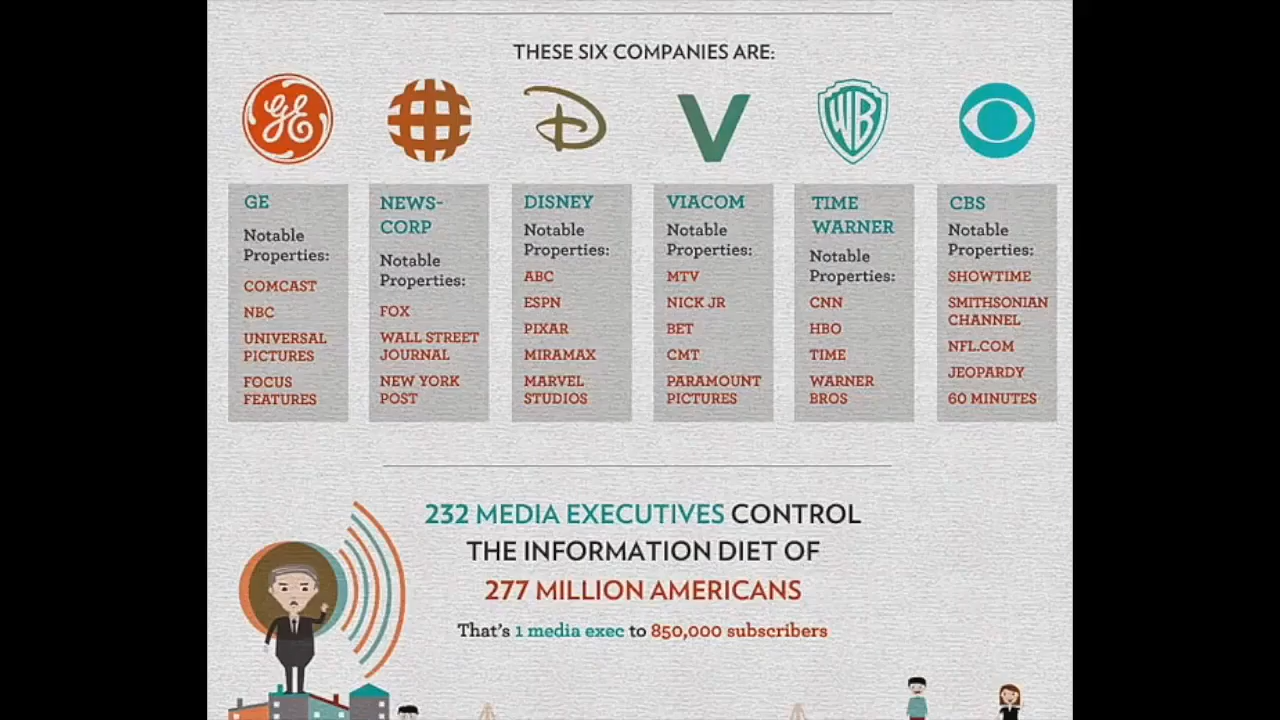 THESE SIX COMPANIES ARE:
GE
WB
GE
Notable
Properties:
COMCAST
NBC
UNIVERSAL
PICTURES
FOCUS
FEATURES
NEWS-
CORP
Notable
Properties:
FOX
WALL STREET
JOURNAL
NEW YORK
POST
DISNEY
Notable
Properties:
ABC
ESPN
PIXAR
MIRAMAX
MARVEL
STUDIOS
VIACOM
Notable
Properties:
MTV
NICK JR
BET
CMT
PARAMOUNT
PICTURES
TIME
WARNER
Notable
Properties:
CNN
HBO
TIME
WARNER
BROS
CBS
Notable
Properties:
SHOWTIME
SMITHSONIAN
CHANNEL
NFL.COM
JEOPARDY
60 MINUTES
232 MEDIA EXECUTIVES CONTROL
THE INFORMATION DIET OF
277 MILLION AMERICANS
That's 1 media exec to 850,000 subscribers